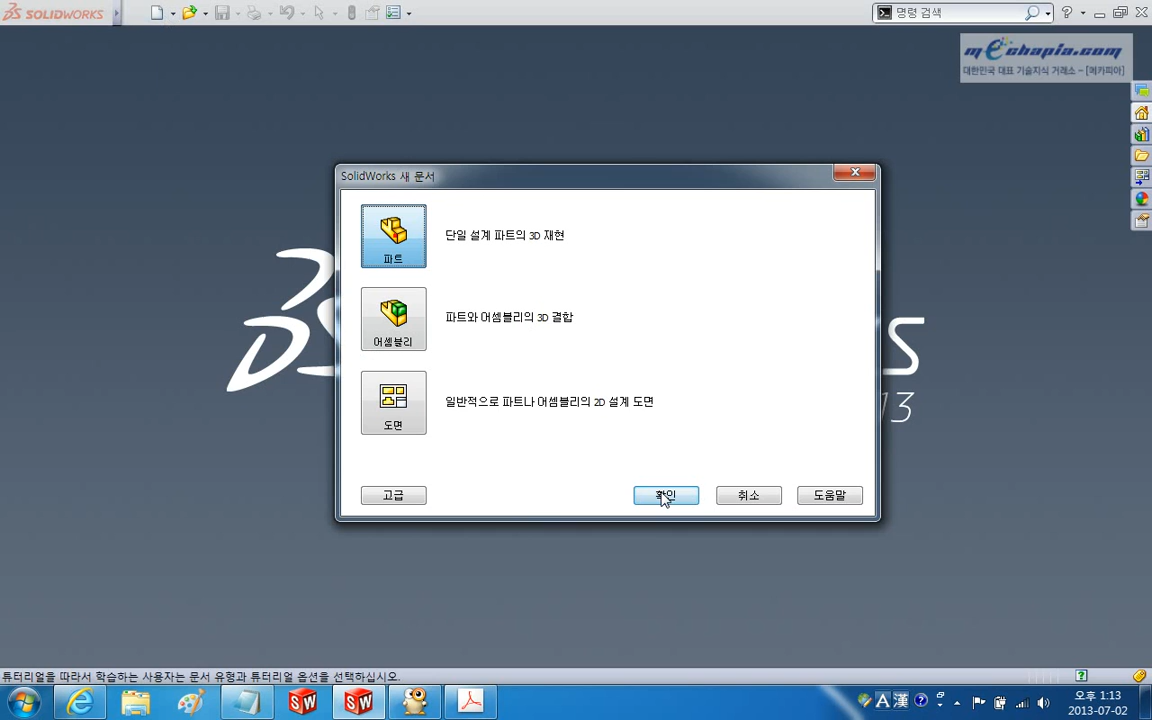 SOLIDWORKS
명령 검색
mechapia.com
대한민국 대표 기술지식 거래소 - [메카피아]
SolidWorks 새 문서
파트
단일 설계 파트의 3D 재현
어셈블리
파트와 어셈블리의 3D 결합
도면
일반적으로 파트나 어셈블리의 2D 설계 도면
고급
확인
취소
도움말
튜터리얼을 따라서 학습하는 사용자는 문서 유형과 튜터리얼 옵션을 선택하십시오.
A 漢
오후 1:13
2013-07-02